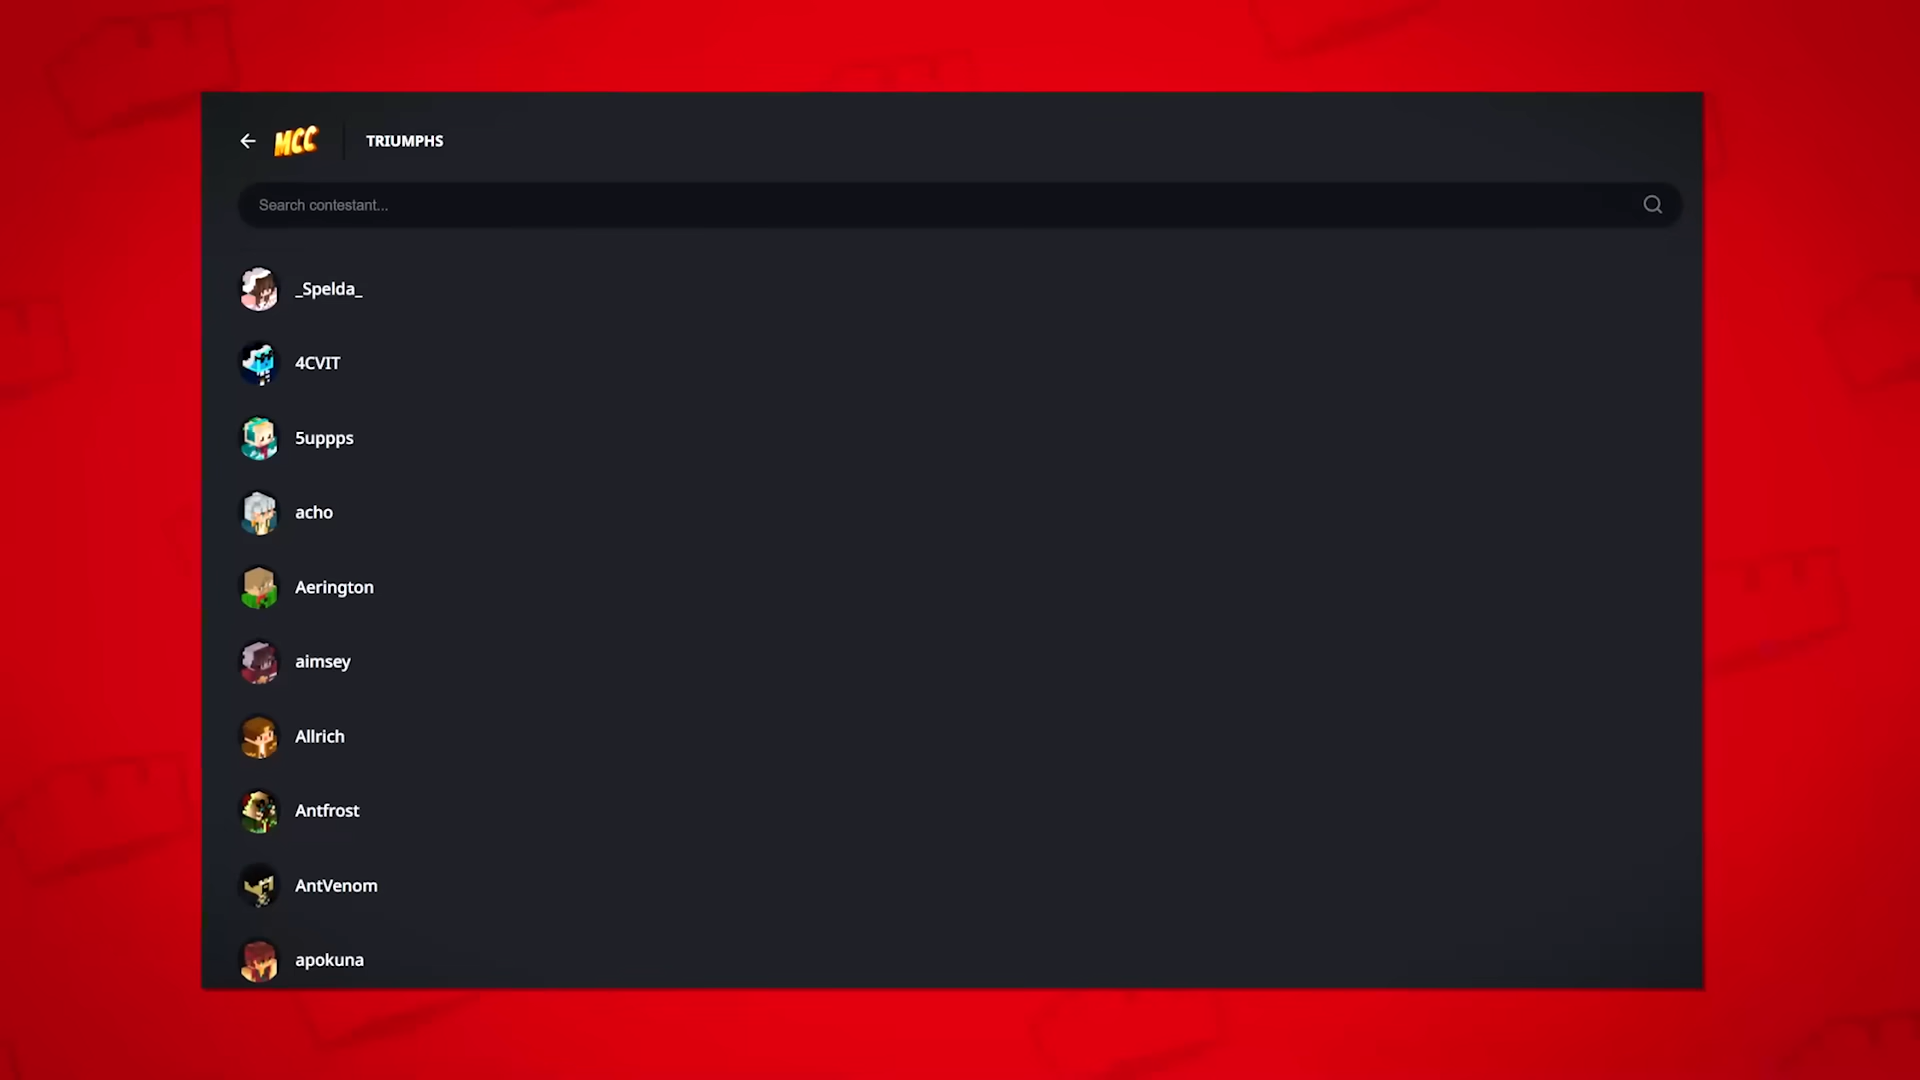 MCC
TRIUMPHS
Search contestant...
_Spelda_
4CVIT
5uppps
acho
Aerington
aimsey
Allrich
Antfrost
AntVenom
apokuna